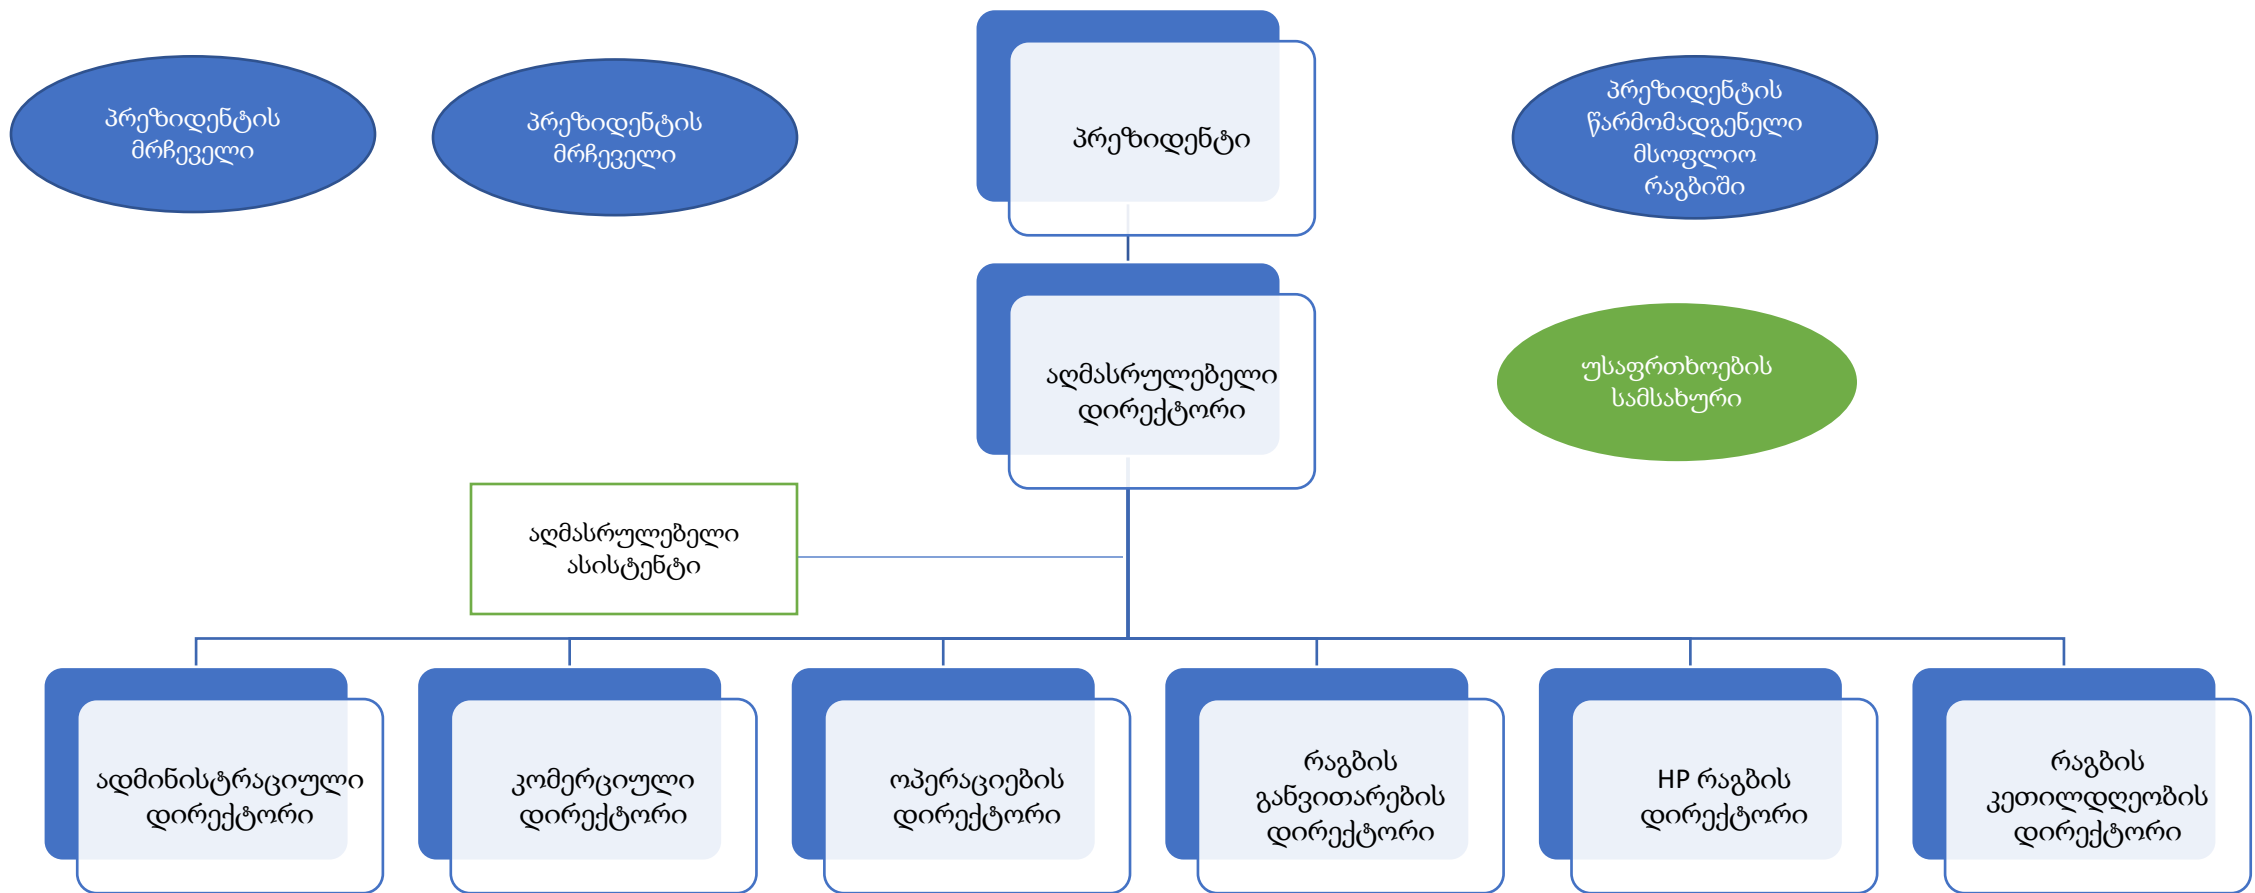 პრეზიდენტის
მრჩეველი
პრეზიდენტის
მრჩეველი
პრეზიდენტი
პრეზიდენტის
წარმომადგენელი
მსოფლიო
რაგბიში
აღმასრულებელი
დირექტორი
უსაფრთხოების
სამსახური
აღმასრულებელი
ასისტენტი
ადმინისტრაციული
დირექტორი
კომერციული
დირექტორი
ოპერაციების
დირექტორი
რაგბის
განვითარების
დირექტორი
HP რაგბის
დირექტორი
რაგბის
კეთილდღეობის
დირექტორი